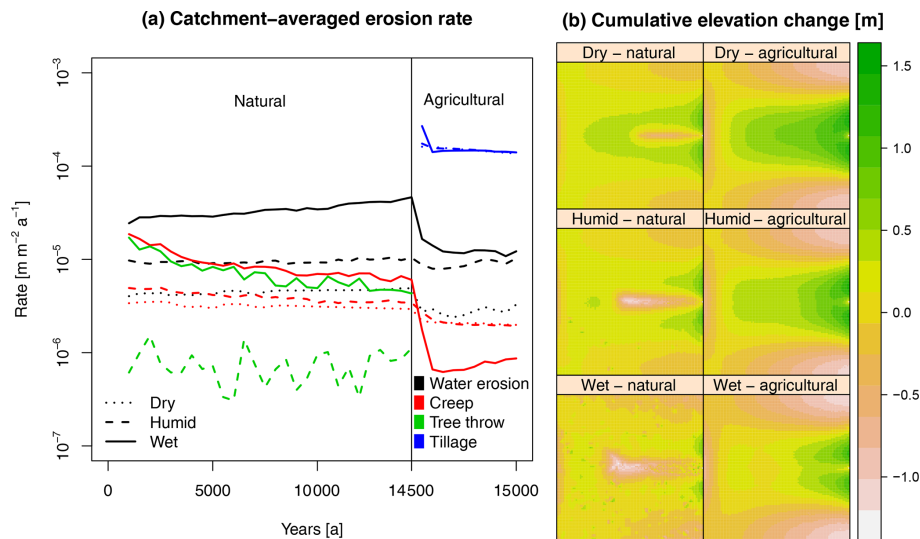 (a) Catchment−averaged erosion rate
10⁻³
10⁻⁴
10⁻⁵
10⁻⁶
10⁻⁷
Rate [m m⁻² a⁻¹]
Natural
Agricultural
Dry
Humid
Wet
Water erosion
Creep
Tree throw
Tillage
0
5000
10000
14500
15000
Years [a]
(b) Cumulative elevation change [m]
Dry − natural
Dry − agricultural
Humid − natural
Humid − agricultural
Wet − natural
Wet − agricultural
1.5
1.0
0.5
0.0
−0.5
−1.0